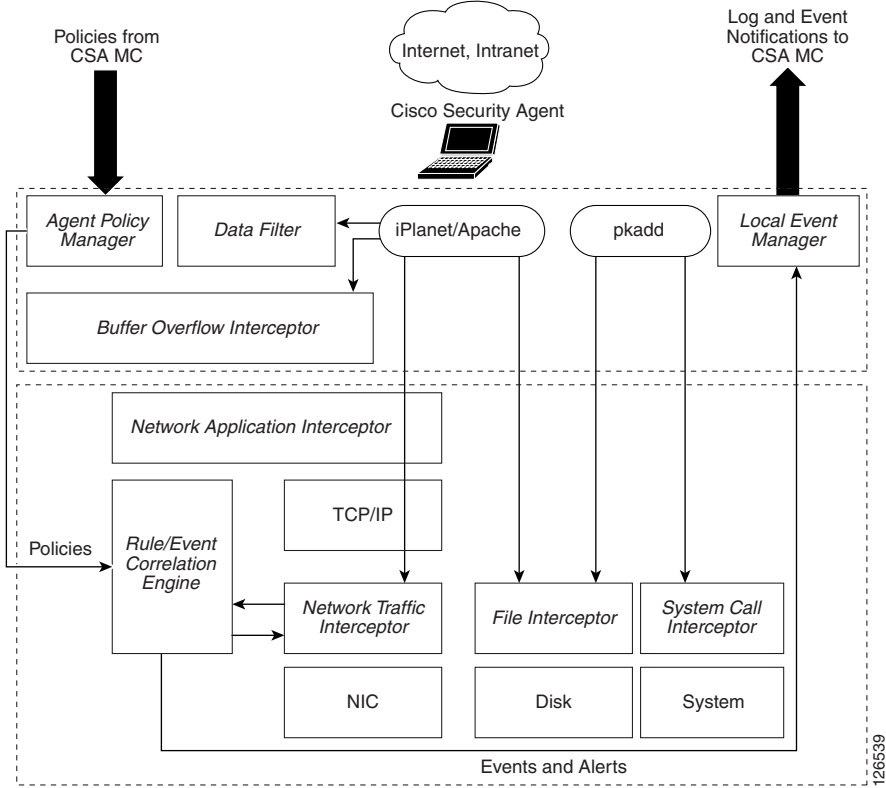 Policies from
CSA MC
Internet, Intranet
Log and Event
Notifications to
CSA MC
Cisco Security Agent
Agent Policy
Manager
Data Filter
iPlanet/Apache
pkadd
Local Event
Manager
Buffer Overflow Interceptor
Network Application Interceptor
TCP/IP
Policies
Rule/Event
Correlation
Engine
Network Traffic
Interceptor
File Interceptor
System Call
Interceptor
NIC
Disk
System
Events and Alerts
126539